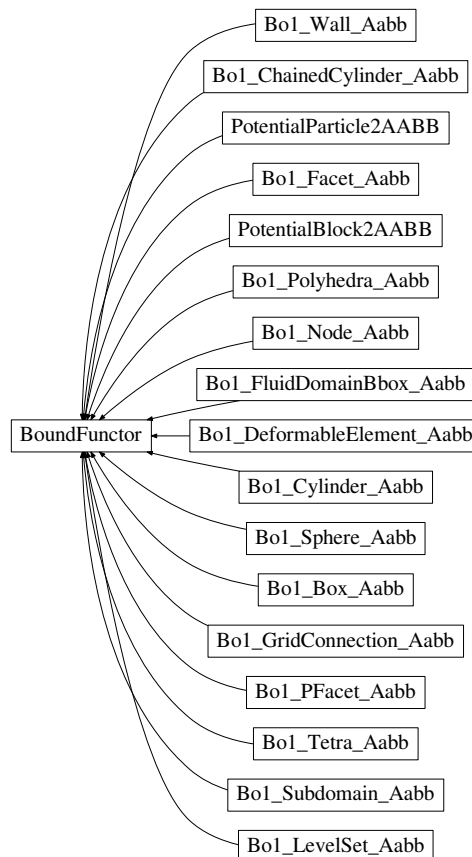 Bo1_Wall_Aabb
Bo1_ChainedCylinder_Aabb
PotentialParticle2AABB
Bo1_Facet_Aabb
PotentialBlock2AABB
Bo1_Polyhedra_Aabb
Bo1_Node_Aabb
Bo1_FluidDomainBbox_Aabb
BoundFunctor
Bo1_DeformableElement_Aabb
Bo1_Cylinder_Aabb
Bo1_Sphere_Aabb
Bo1_Box_Aabb
Bo1_GridConnection_Aabb
Bo1_PFacet_Aabb
Bo1_Tetra_Aabb
Bo1_Subdomain_Aabb
Bo1_LevelSet_Aabb